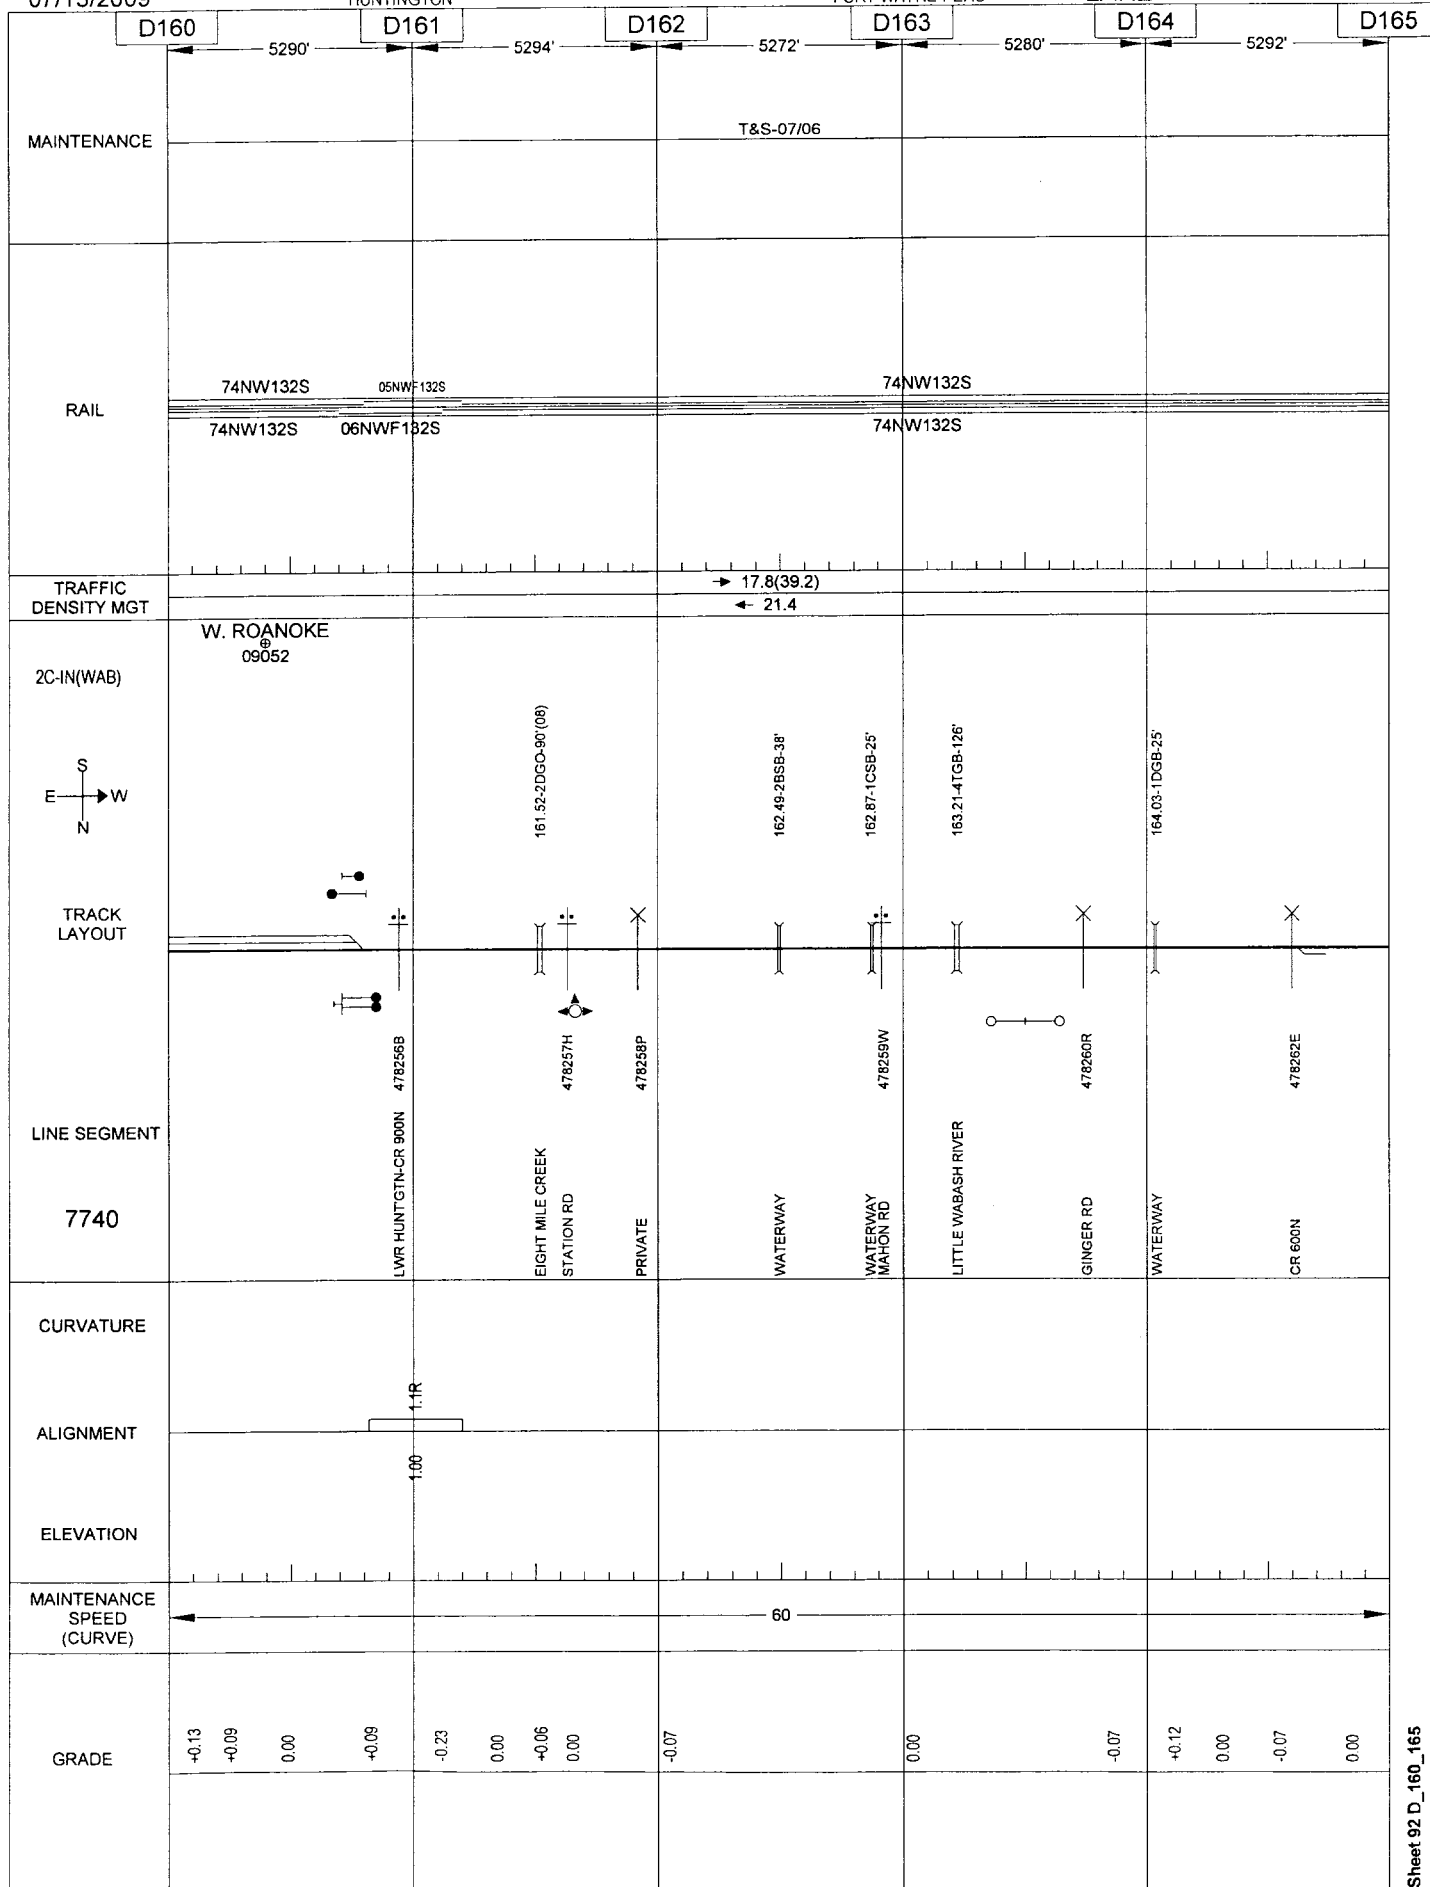 07/15/2009
HUNTINGTON
D160 D161 D162 D163 D164 D165
5290' 5294' 5272' 5280' 5292'
MAINTENANCE
T&S-07/06
RAIL
74NW132S 05NWF132S 74NW132S
74NW132S 06NWF132S 74NW132S
TRAFFIC
DENSITY MGT
17.8(39.2)
21.4
W. ROANOKE
09052
2C-IN(WAB)
S
E W
N
161.52-2DGO-90'(08)
162.49-2BSB-38'
162.87-1CSB-25'
163.21-4TGB-126'
164.03-1DGB-25'
TRACK
LAYOUT
478256B
478257H
478258P
478259W
478260R
478262E
LINE SEGMENT
7740
LWR HUNT'GTN-CR 900N
EIGHT MILE CREEK
STATION RD
PRIVATE
WATERWAY
WATERWAY
MAHON RD
LITTLE WABASH RIVER
GINGER RD
WATERWAY
CR 600N
CURVATURE
1.1R
ALIGNMENT
1.00
ELEVATION
MAINTENANCE
SPEED
(CURVE)
60
GRADE
+0.13
+0.09
0.00
+0.09
-0.23
0.00
+0.06
0.00
-0.07
0.00
-0.07
+0.12
0.00
-0.07
0.00
Sheet 92 D_160_165